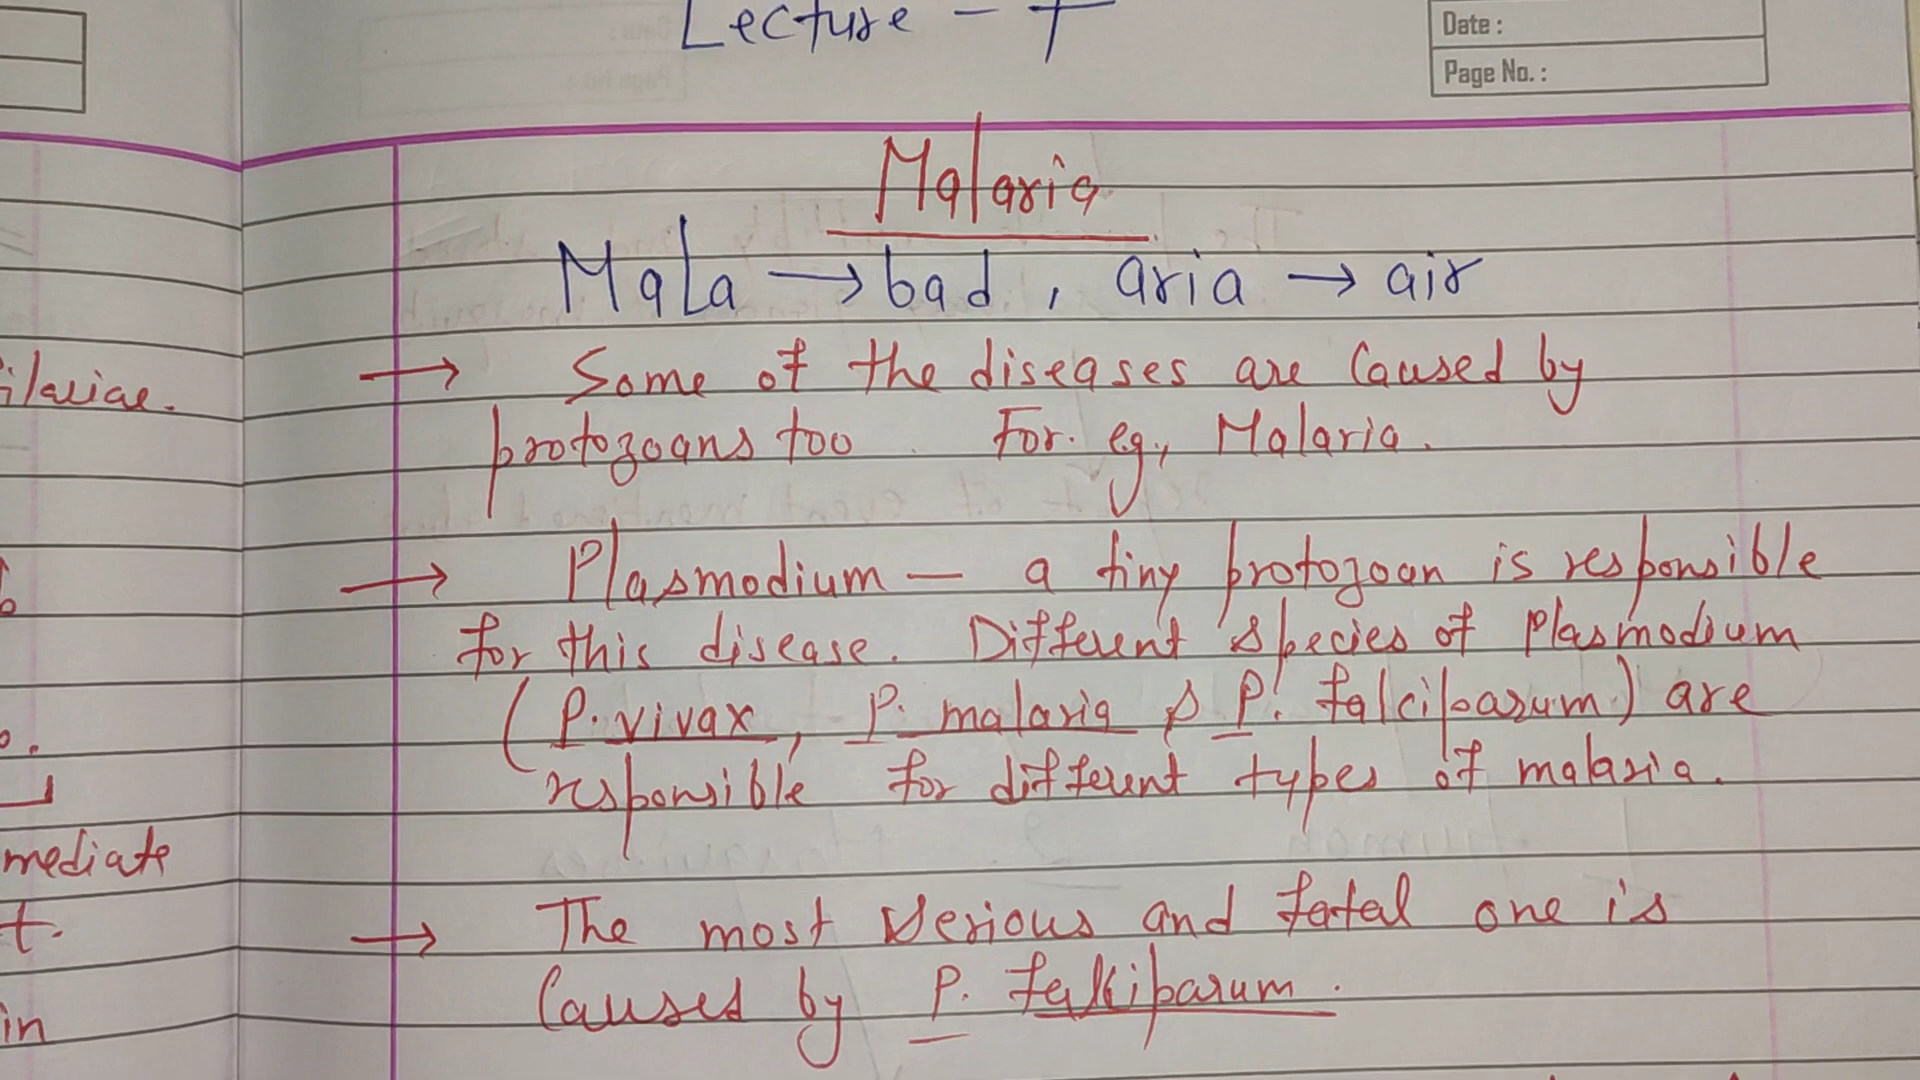 Lecture -
Date :
Page No. :
Malaria
Mala → bad, aria → air
→ Some of the diseases are Caused by
protozoans too. For. eg., Malaria.
→ Plasmodium — a tiny protozoan is responsible
for this disease. Different species of Plasmodium
(P. vivax, P. malaria & P. falciparum) are
responsible for different types of malaria.
→ The most serious and fatal one is
Caused by P. falciparum.
ilariae.
mediate
t.
in